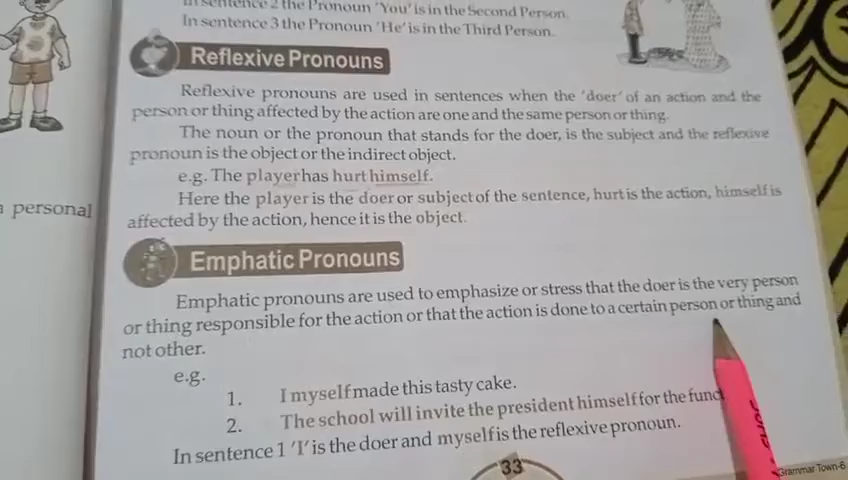 In sentence 2 the Pronoun 'You' is in the Second Person.
In sentence 3 the Pronoun 'He' is in the Third Person.
Reflexive Pronouns
Reflexive pronouns are used in sentences when the 'doer' of an action and the
person or thing affected by the action are one and the same person or thing.
The noun or the pronoun that stands for the doer, is the subject and the reflexive
pronoun is the object or the indirect object.
e.g. The player has hurt himself.
Here the player is the doer or subject of the sentence, hurt is the action, himself is
affected by the action, hence it is the object.
a personal
Emphatic Pronouns
Emphatic pronouns are used to emphasize or stress that the doer is the very person
or thing responsible for the action or that the action is done to a certain person or thing and
not other.
e.g.
1. I myself made this tasty cake.
2. The school will invite the president himself for the funct
In sentence 1 'I' is the doer and myself is the reflexive pronoun.
33
Grammar Town-6